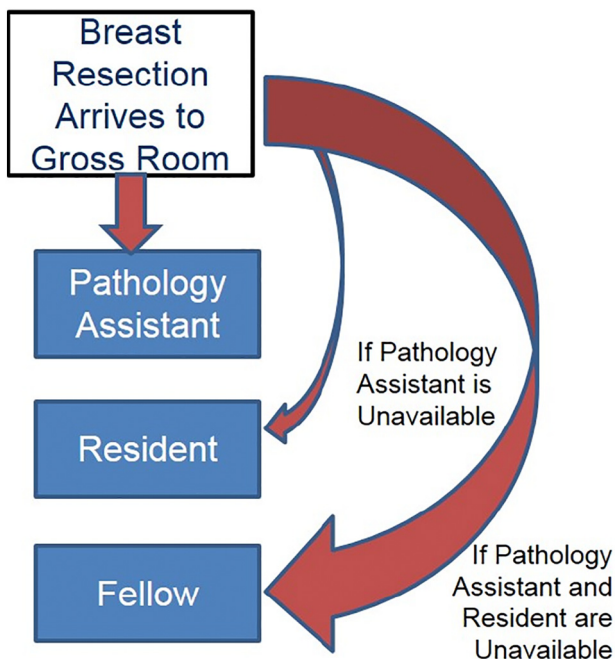 Breast
Resection
Arrives to
Gross Room
Pathology
Assistant
If Pathology
Assistant is
Unavailable
Resident
Fellow
If Pathology
Assistant and
Resident are
Unavailable